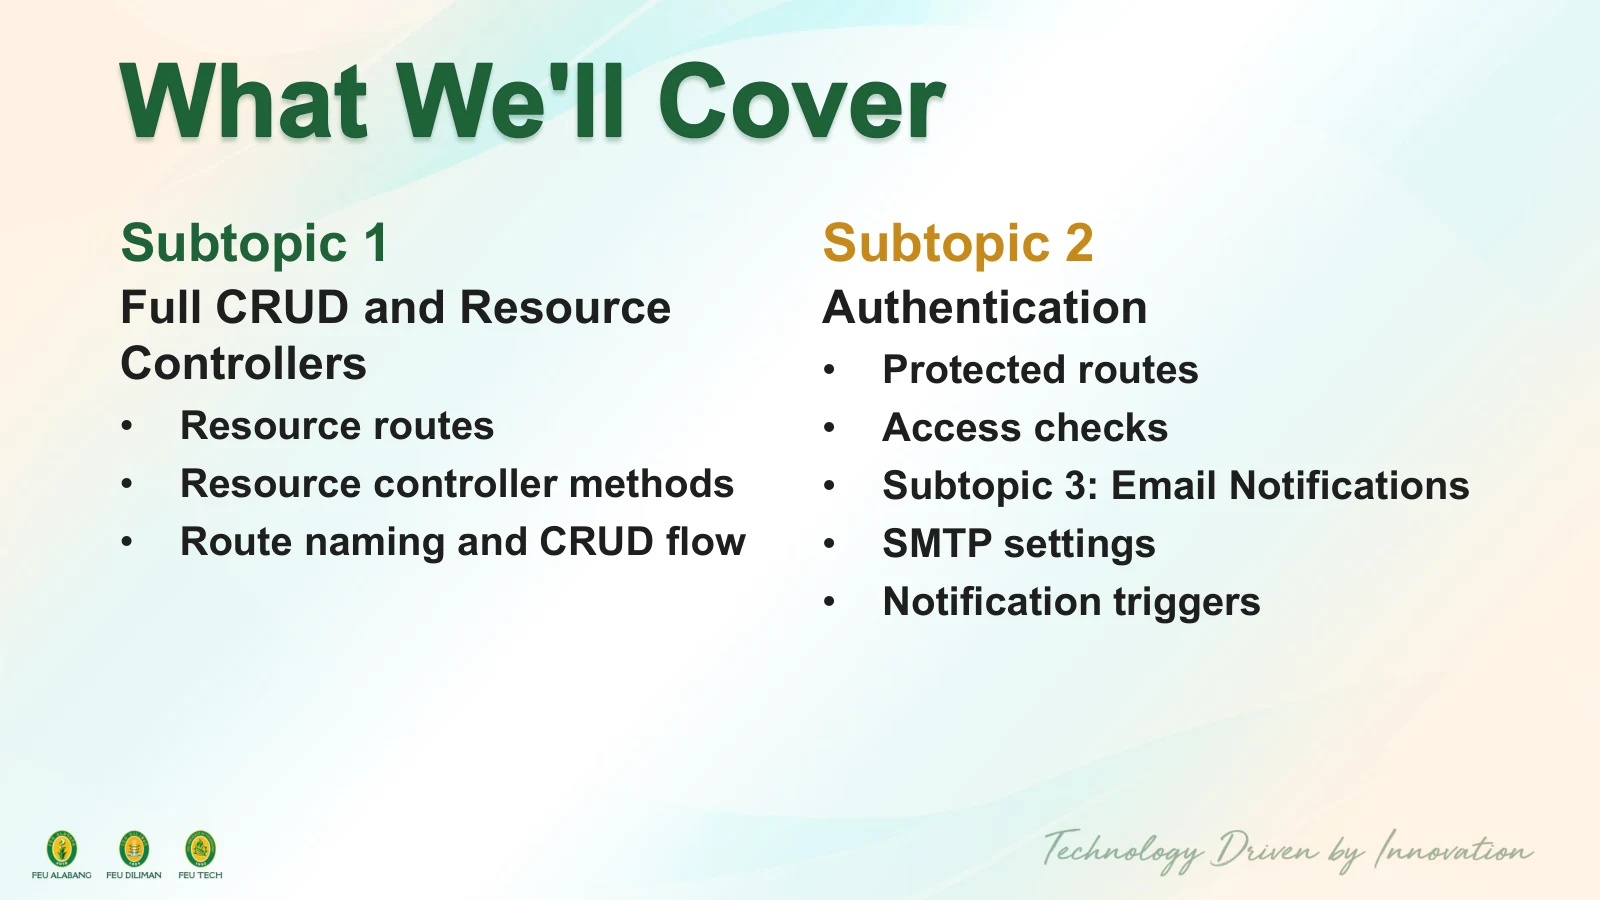 What We'll Cover
Subtopic 1
Full CRUD and Resource
Controllers
• Resource routes
• Resource controller methods
• Route naming and CRUD flow
Subtopic 2
Authentication
• Protected routes
• Access checks
• Subtopic 3: Email Notifications
• SMTP settings
• Notification triggers
FEU ALABANG
FEU DILIMAN
FEU TECH
Technology Driven by Innovation